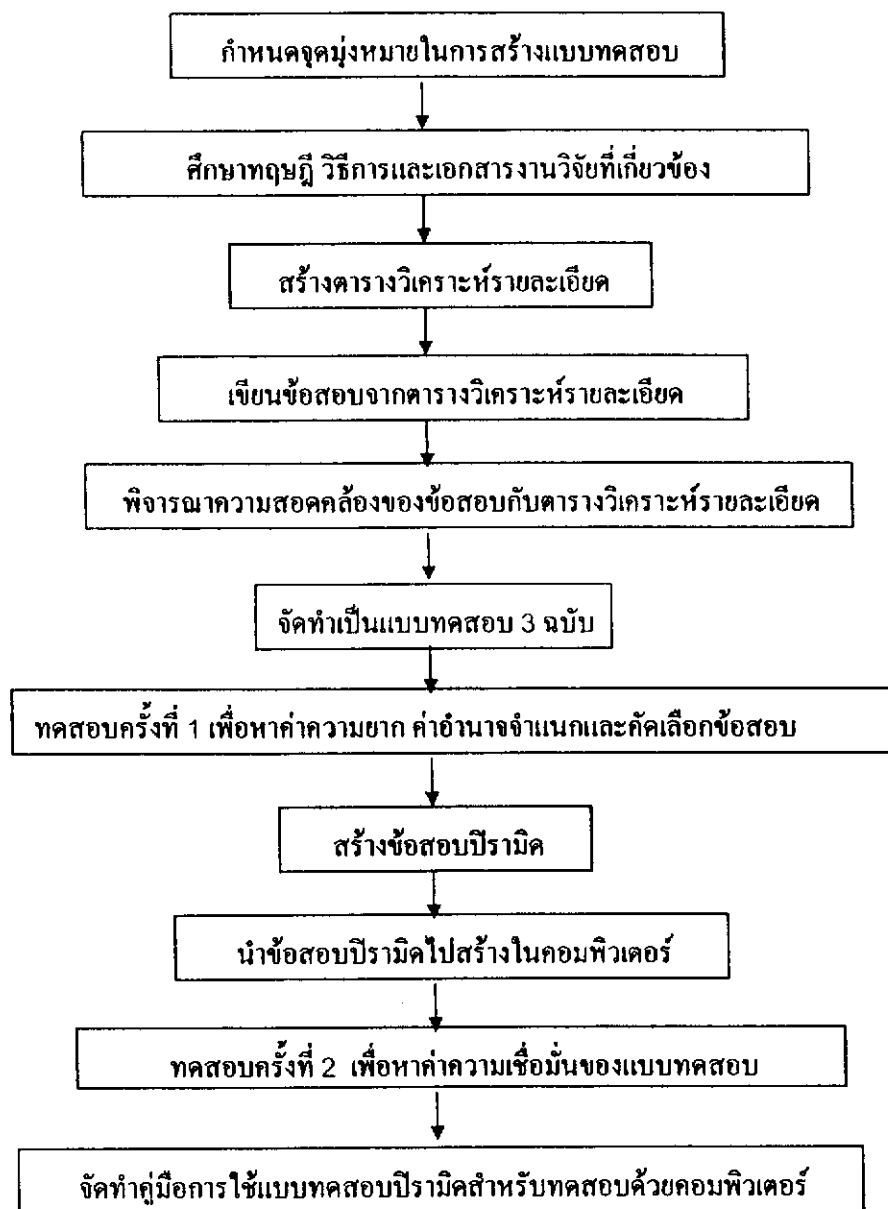 กำหนดจุดมุ่งหมายในการสร้างแบบทดสอบ
ศึกษาทฤษฎี วิธีการและเอกสารงานวิจัยที่เกี่ยวข้อง
สร้างตารางวิเคราะห์รายละเอียด
เขียนข้อสอบจากตารางวิเคราะห์รายละเอียด
พิจารณาความสอดคล้องของข้อสอบกับตารางวิเคราะห์รายละเอียด
จัดทำเป็นแบบทดสอบ 3 ฉบับ
ทดสอบครั้งที่ 1 เพื่อหาค่าความยาก ค่าอำนาจจำแนกและคัดเลือกข้อสอบ
สร้างข้อสอบปิรามิด
นำข้อสอบปิรามิดไปสร้างในคอมพิวเตอร์
ทดสอบครั้งที่ 2 เพื่อหาค่าความเชื่อมั่นของแบบทดสอบ
จัดทำคู่มือการใช้แบบทดสอบปิรามิดสำหรับทดสอบด้วยคอมพิวเตอร์